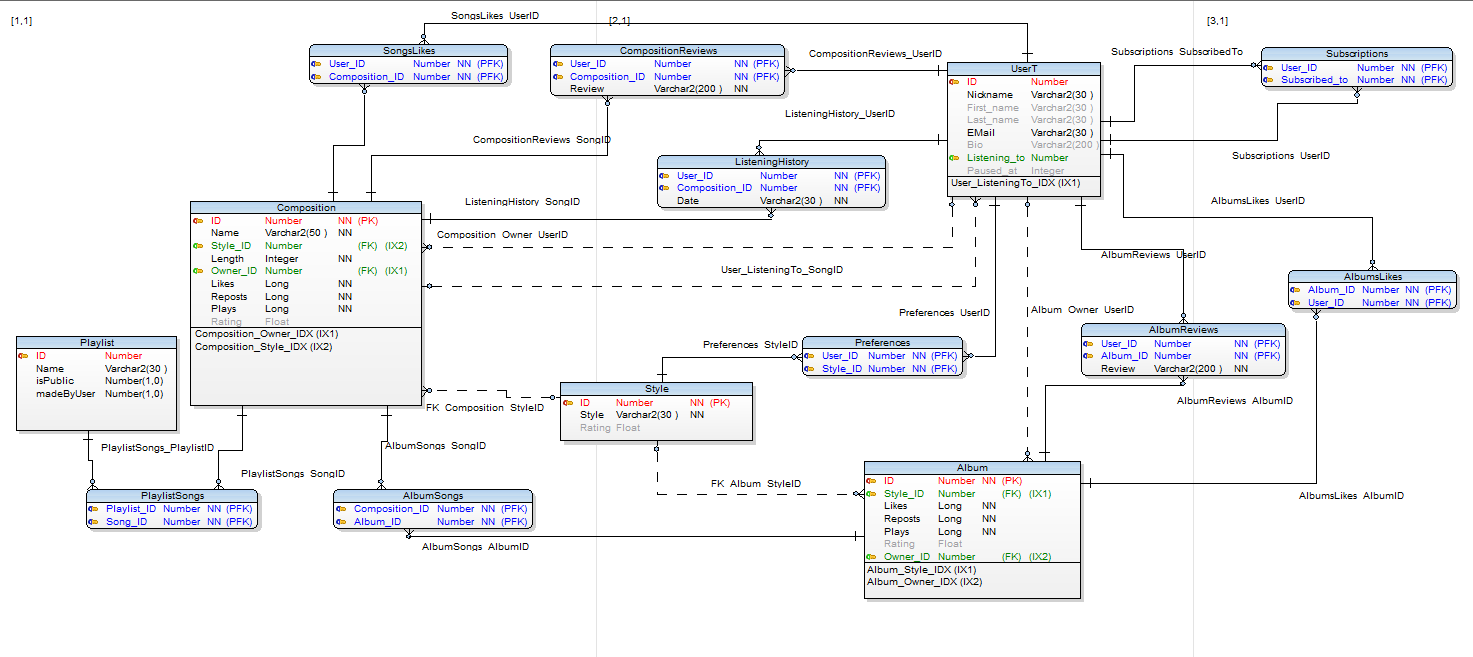 [1,1]
[2,1]
[3,1]
SongsLikes UserID
SongsLikes
User_ID Number NN (PFK)
Composition_ID Number NN (PFK)
CompositionReviews
User_ID Number NN (PFK)
Composition_ID Number NN (PFK)
Review Varchar2(200 ) NN
CompositionReviews_UserID
UserT
ID Number
Nickname Varchar2(30 )
First_name Varchar2(30 )
Last_name Varchar2(30 )
EMail Varchar2(30 )
Bio Varchar2(200 )
Listening_to Number
Paused_at Integer
User_ListeningTo_IDX (IX1)
Subscriptions SubscribedTo
Subscriptions
User_ID Number NN (PFK)
Subscribed_to Number NN (PFK)
Subscriptions UserID
ListeningHistory_UserID
CompositionReviews SongID
ListeningHistory
User_ID Number NN (PFK)
Composition_ID Number NN (PFK)
Date Varchar2(30 ) NN
ListeningHistory SongID
AlbumsLikes UserID
Composition
ID Number NN (PK)
Name Varchar2(50 ) NN
Style_ID Number (FK) (IX2)
Length Integer NN
Owner_ID Number (FK) (IX1)
Likes Long NN
Reposts Long NN
Plays Long NN
Rating Float
Composition_Owner_IDX (IX1)
Composition_Style_IDX (IX2)
Composition Owner UserID
User_ListeningTo_SongID
AlbumReviews UserID
AlbumsLikes
Album_ID Number NN (PFK)
User_ID Number NN (PFK)
Preferences UserID
Album Owner UserID
AlbumReviews
User_ID Number NN (PFK)
Album_ID Number NN (PFK)
Review Varchar2(200 ) NN
AlbumReviews AlbumID
Playlist
ID Number
Name Varchar2(30 )
isPublic Number(1,0)
madeByUser Number(1,0)
Preferences StyleID
Preferences
User_ID Number NN (PFK)
Style_ID Number NN (PFK)
Style
ID Number NN (PK)
Style Varchar2(30 ) NN
Rating Float
FK Composition StyleID
PlaylistSongs_PlaylistID
AlbumSongs SongID
PlaylistSongs SongID
FK Album StyleID
PlaylistSongs
Playlist_ID Number NN (PFK)
Song_ID Number NN (PFK)
AlbumSongs
Composition_ID Number NN (PFK)
Album_ID Number NN (PFK)
AlbumSongs AlbumID
Album
ID Number NN (PK)
Style_ID Number (FK) (IX1)
Likes Long NN
Reposts Long NN
Plays Long NN
Rating Float
Owner_ID Number (FK) (IX2)
Album_Style_IDX (IX1)
Album_Owner_IDX (IX2)
AlbumsLikes AlbumID